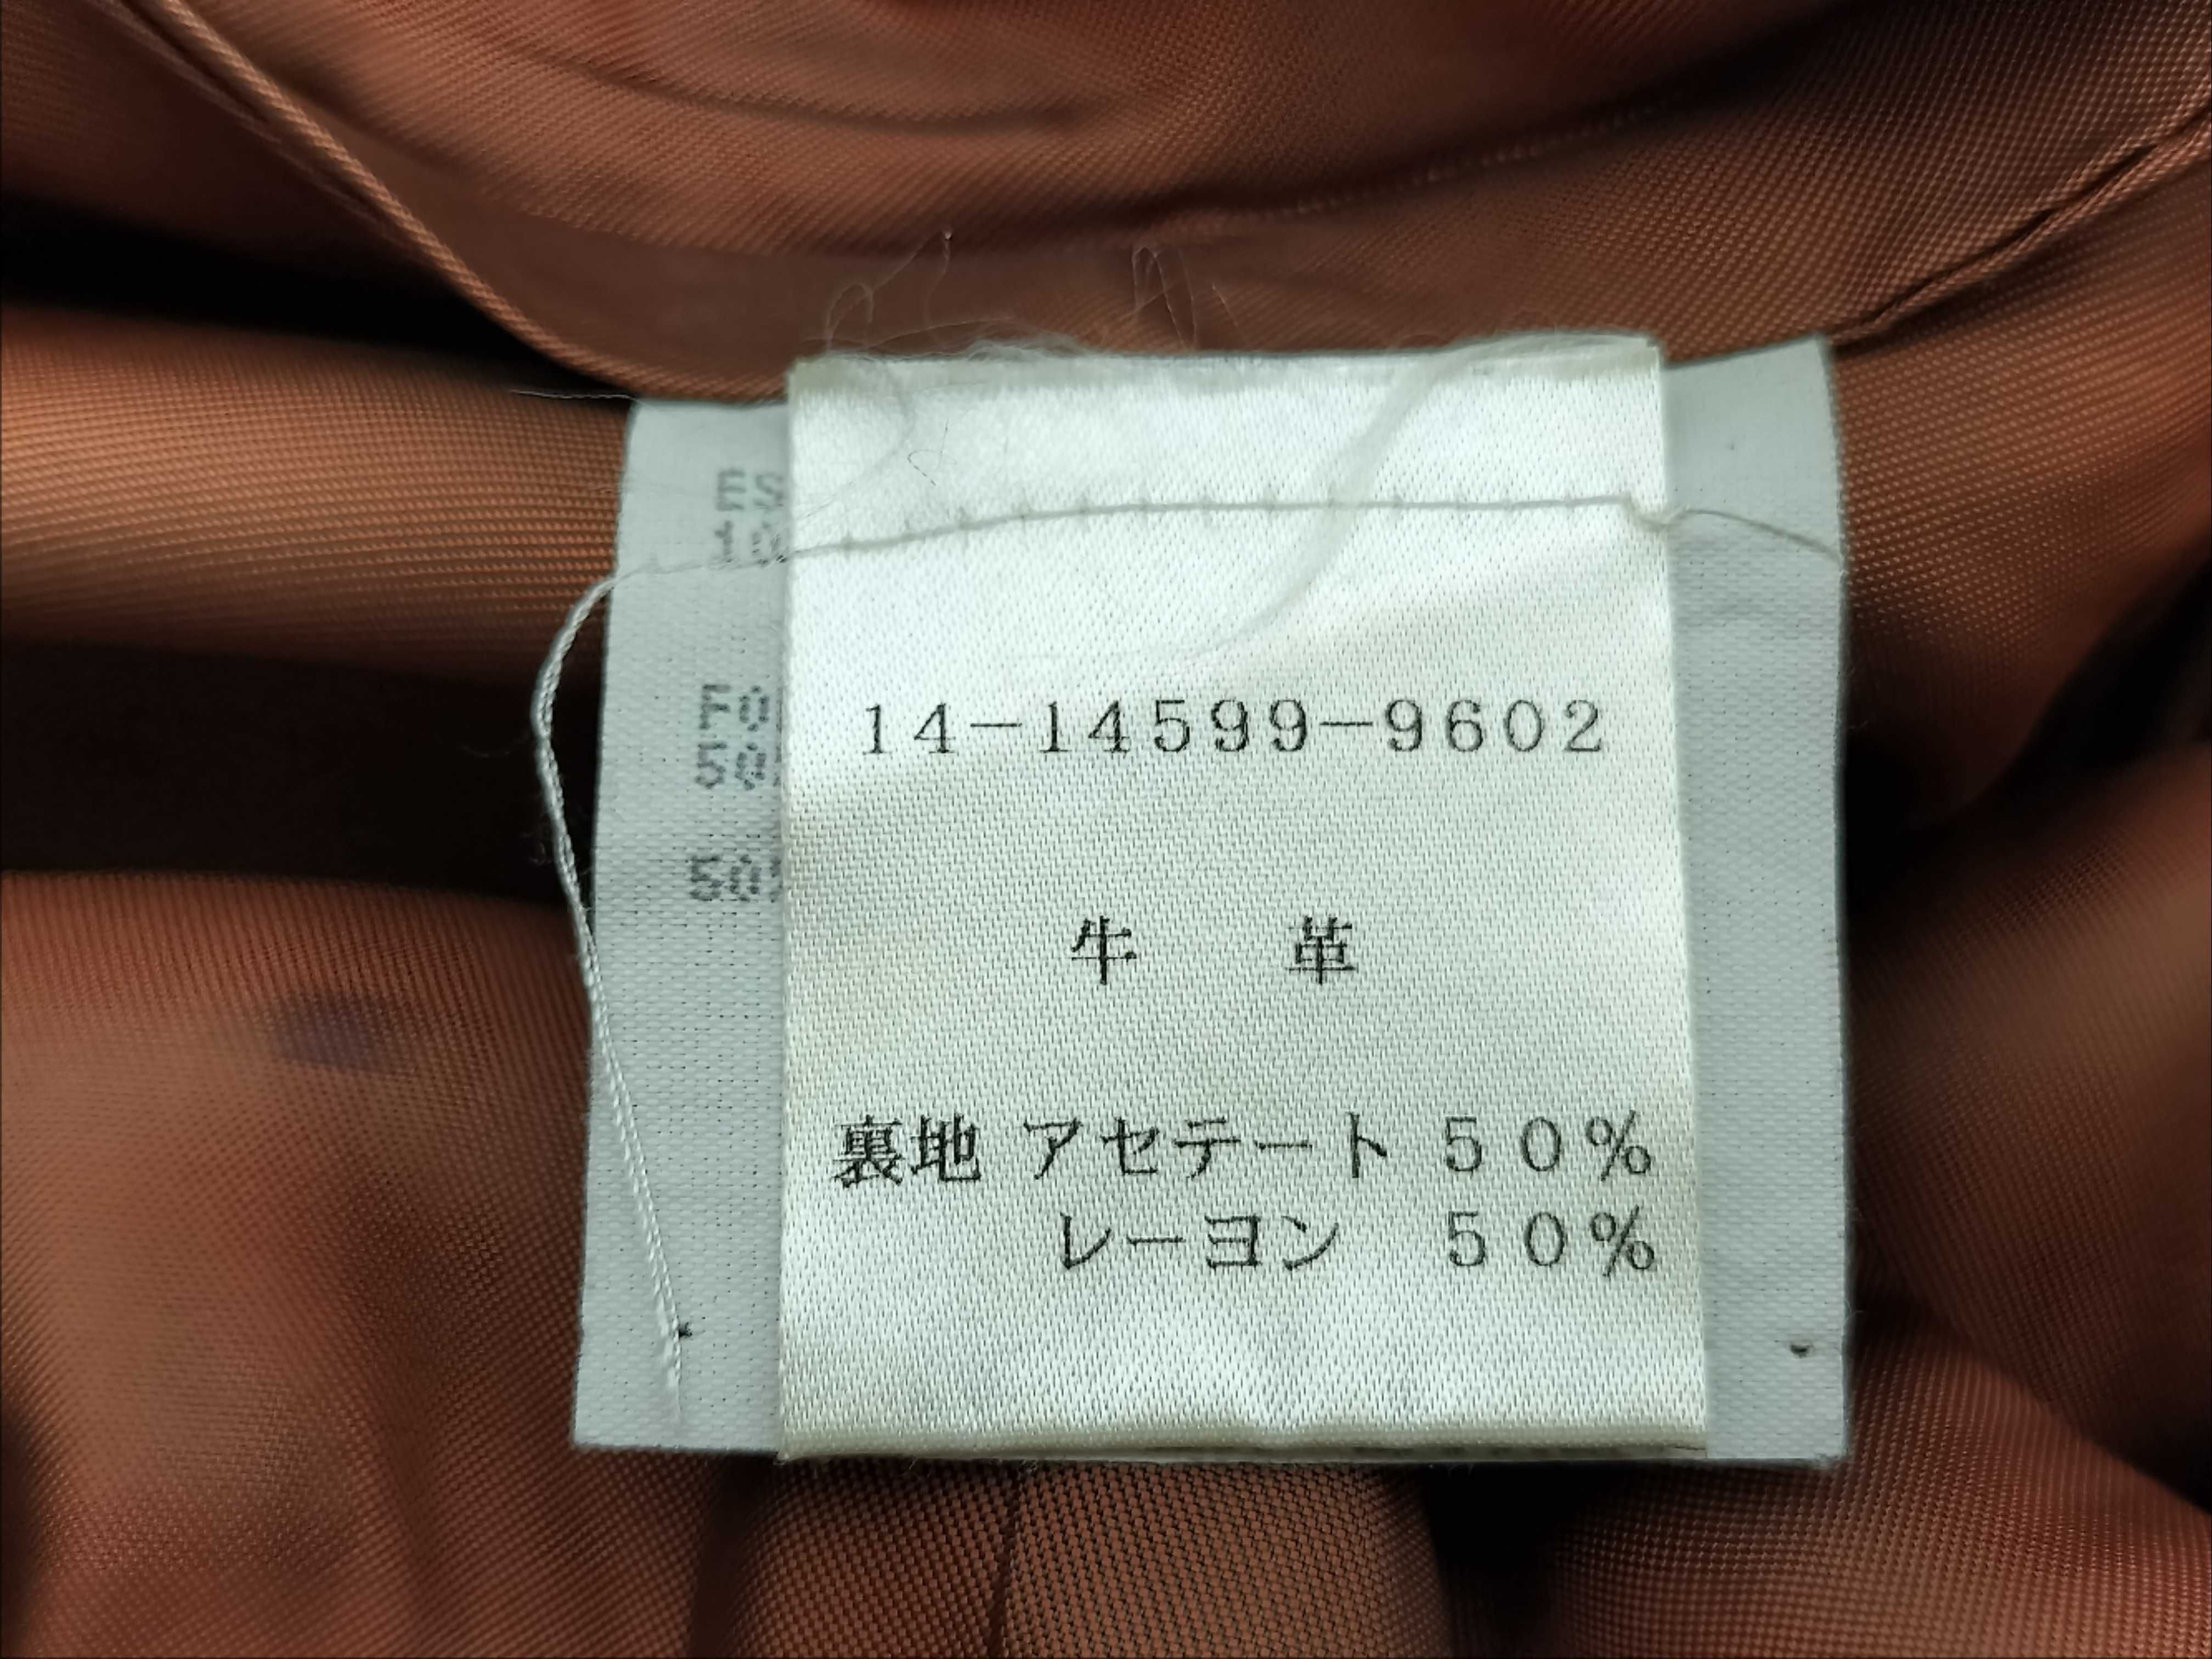 14-14599-9602
牛 革
裏地 アセテート 50%
レーヨン 50%